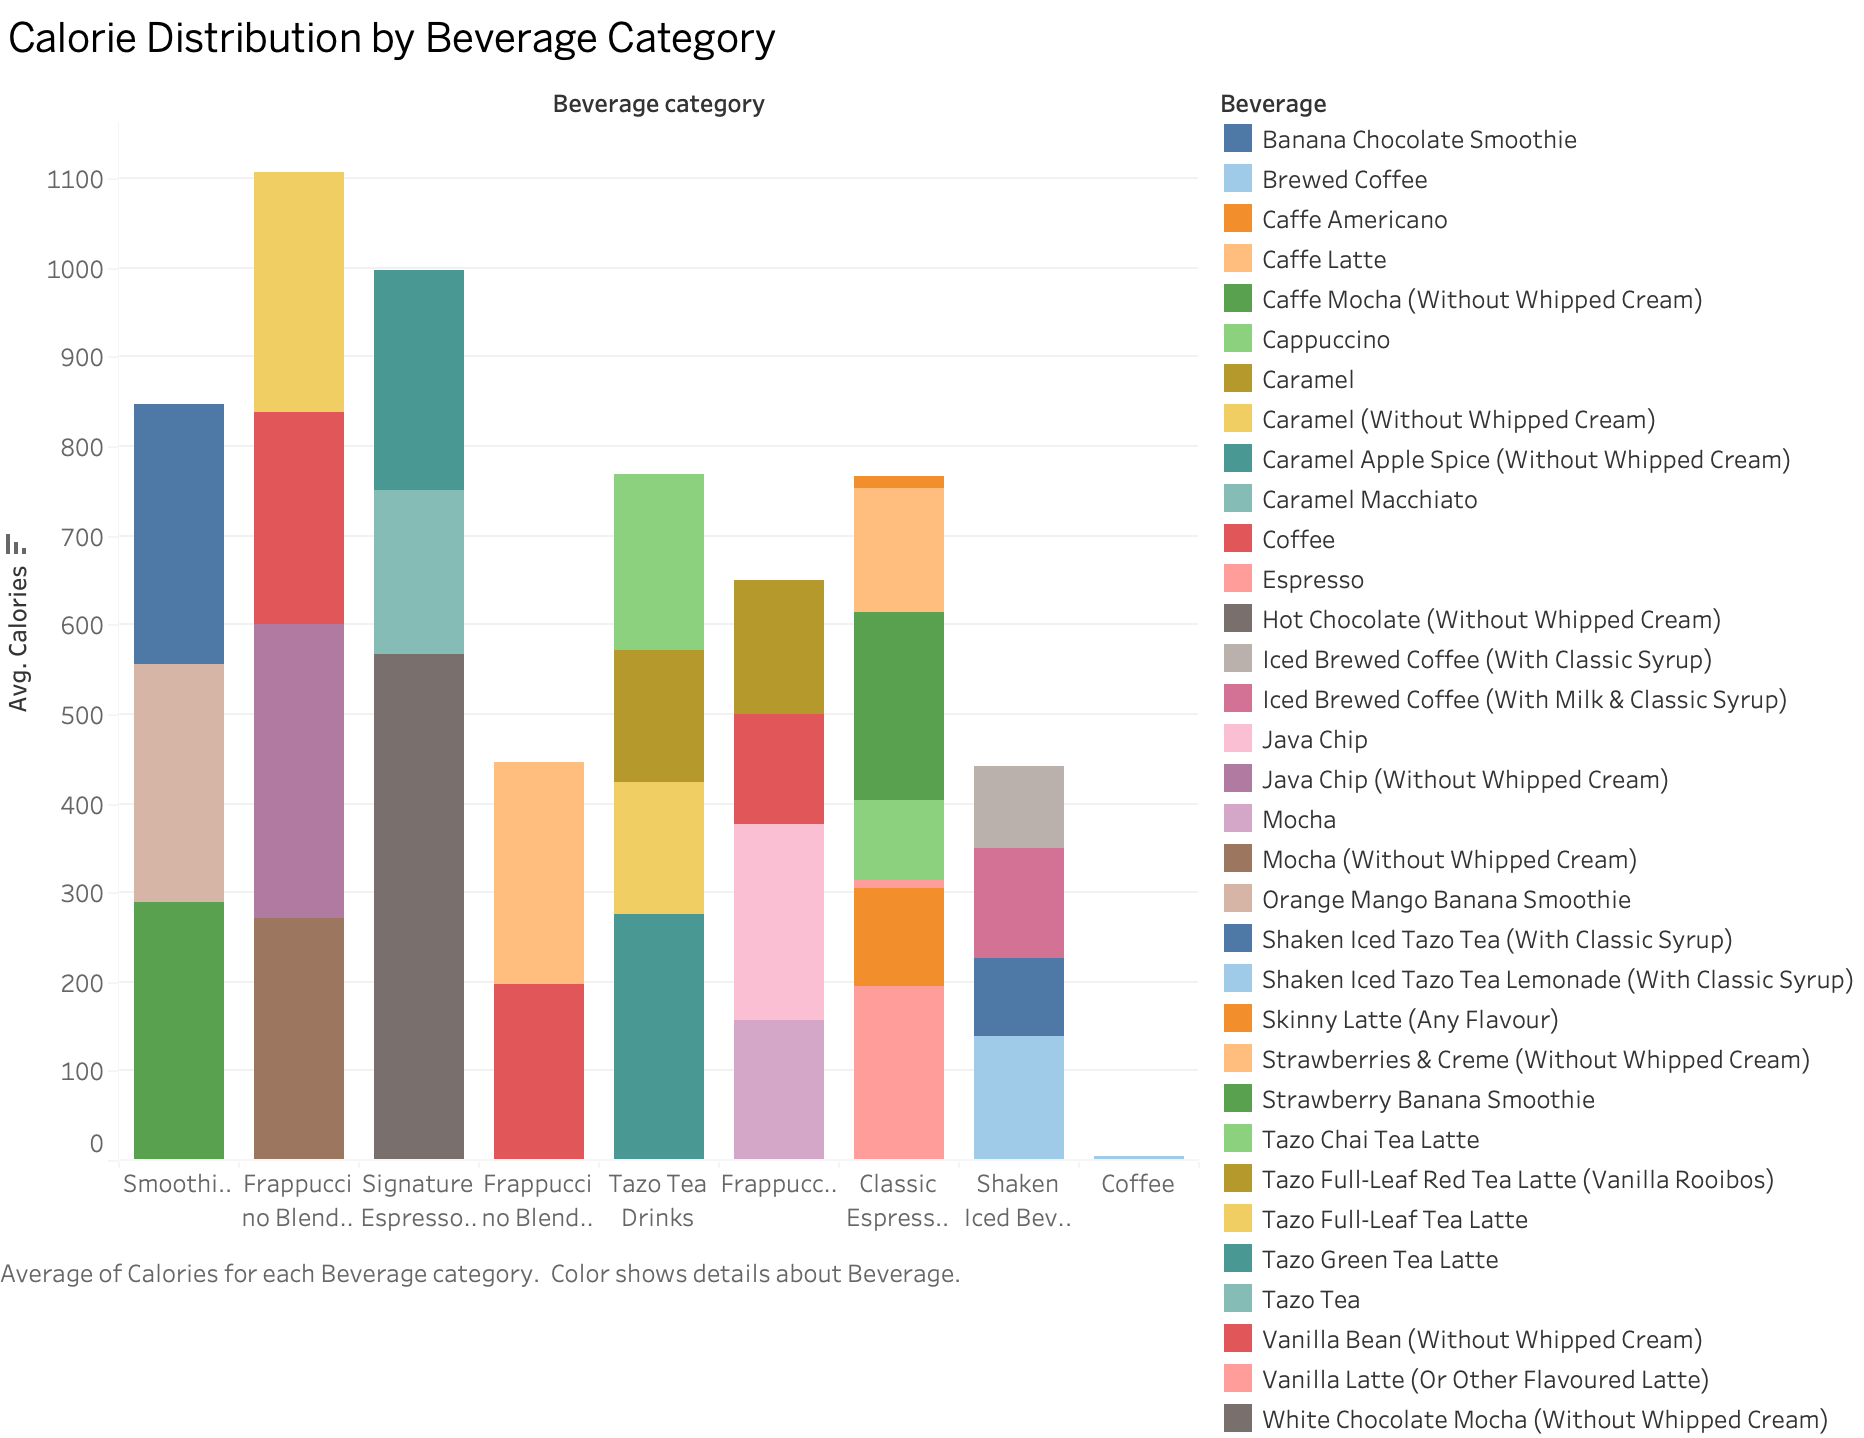 Calorie Distribution by Beverage Category
Beverage category
Avg. Calories
1100
1000
900
800
700
600
500
400
300
200
100
0
Smoothi..
Frappucci
no Blend..
Signature
Espresso..
Frappucci
no Blend..
Tazo Tea
Drinks
Frappucc..
Classic
Espress..
Shaken
Iced Bev..
Coffee
Average of Calories for each Beverage category.  Color shows details about Beverage.
Beverage
Banana Chocolate Smoothie
Brewed Coffee
Caffe Americano
Caffe Latte
Caffe Mocha (Without Whipped Cream)
Cappuccino
Caramel
Caramel (Without Whipped Cream)
Caramel Apple Spice (Without Whipped Cream)
Caramel Macchiato
Coffee
Espresso
Hot Chocolate (Without Whipped Cream)
Iced Brewed Coffee (With Classic Syrup)
Iced Brewed Coffee (With Milk & Classic Syrup)
Java Chip
Java Chip (Without Whipped Cream)
Mocha
Mocha (Without Whipped Cream)
Orange Mango Banana Smoothie
Shaken Iced Tazo Tea (With Classic Syrup)
Shaken Iced Tazo Tea Lemonade (With Classic Syrup)
Skinny Latte (Any Flavour)
Strawberries & Creme (Without Whipped Cream)
Strawberry Banana Smoothie
Tazo Chai Tea Latte
Tazo Full-Leaf Red Tea Latte (Vanilla Rooibos)
Tazo Full-Leaf Tea Latte
Tazo Green Tea Latte
Tazo Tea
Vanilla Bean (Without Whipped Cream)
Vanilla Latte (Or Other Flavoured Latte)
White Chocolate Mocha (Without Whipped Cream)